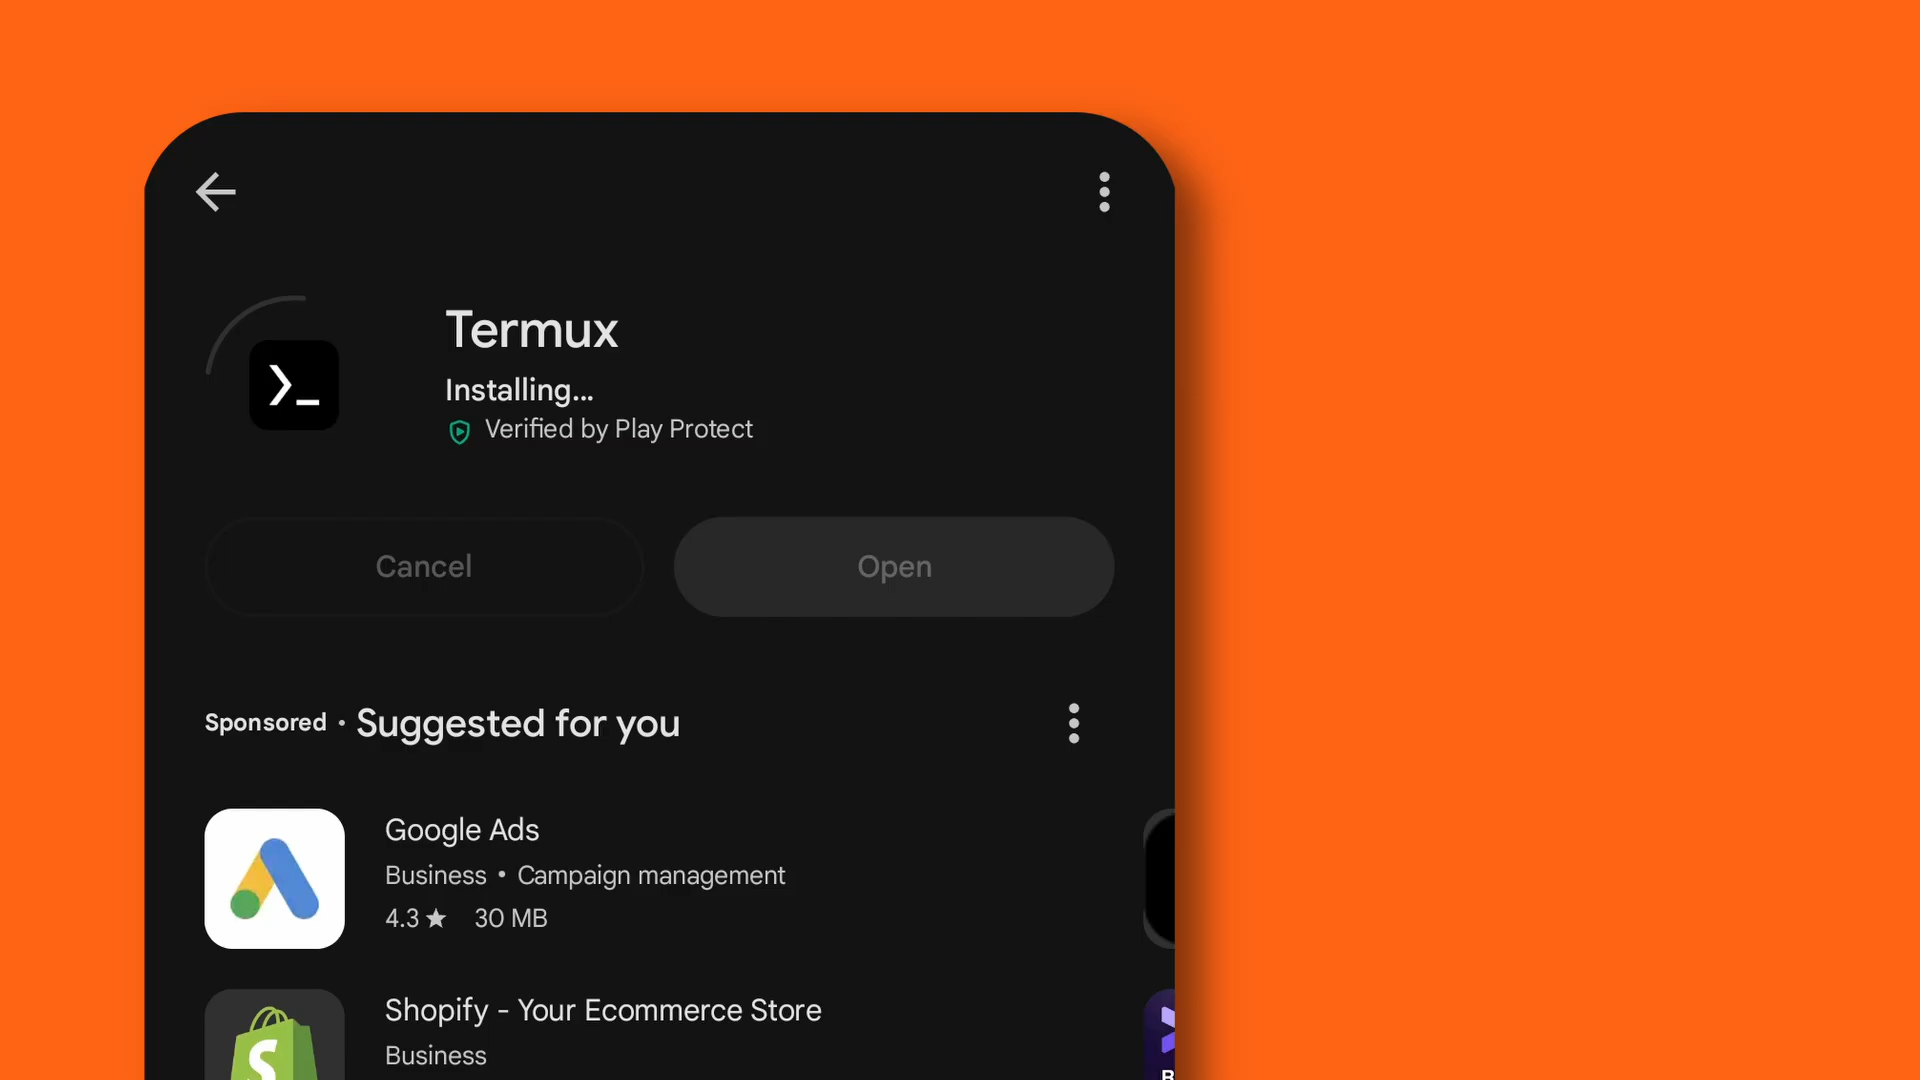 Termux
Installing...
Verified by Play Protect
Cancel
Open
Sponsored • Suggested for you
Google Ads
Business • Campaign management
4.3★ 30 MB
Shopify - Your Ecommerce Store
Business